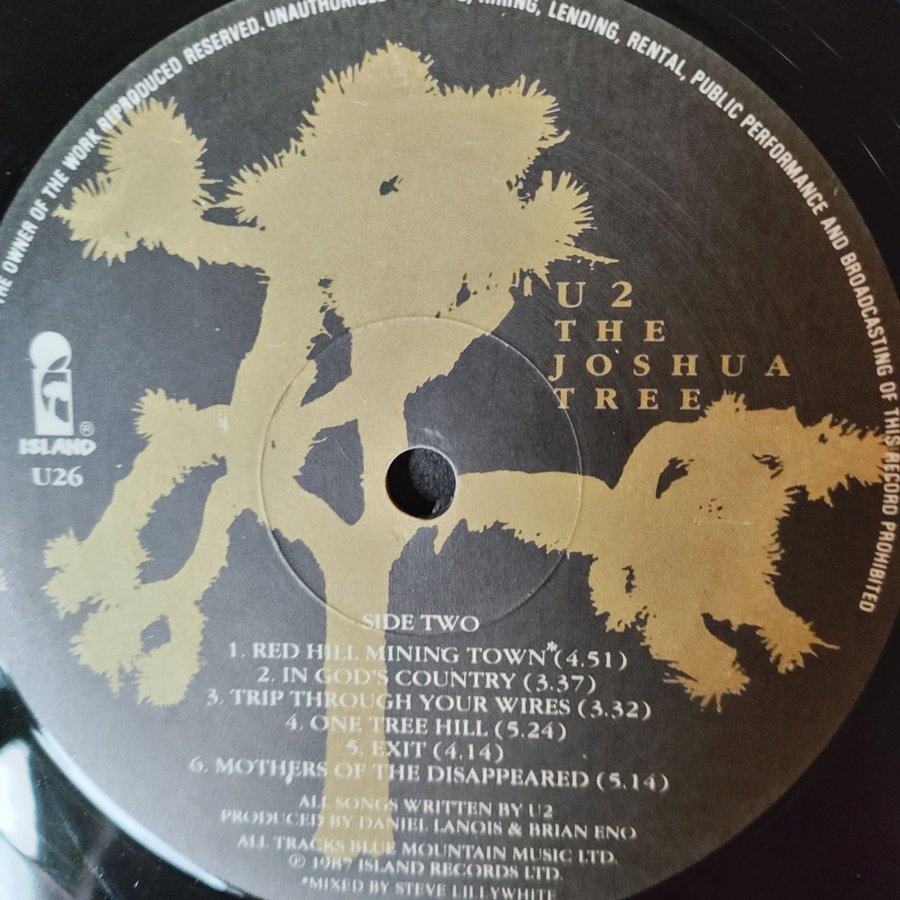 THE OWNER OF THE WORK REPRODUCED RESERVED. UNAUTHORISED HIRING, LENDING, RENTAL, PUBLIC PERFORMANCE AND BROADCASTING OF THIS RECORD PROHIBITED
U2
THE
JOSHUA
TREE
ISLAND®
U26
SIDE TWO
1. RED HILL MINING TOWN*(4.51)
2. IN GOD'S COUNTRY (3.37)
3. TRIP THROUGH YOUR WIRES (3.32)
4. ONE TREE HILL (5.24)
5. EXIT (4.14)
6. MOTHERS OF THE DISAPPEARED (5.14)
ALL SONGS WRITTEN BY U2
PRODUCED BY DANIEL LANOIS & BRIAN ENO
ALL TRACKS BLUE MOUNTAIN MUSIC LTD.
℗ 1987 ISLAND RECORDS LTD.
*MIXED BY STEVE LILLYWHITE